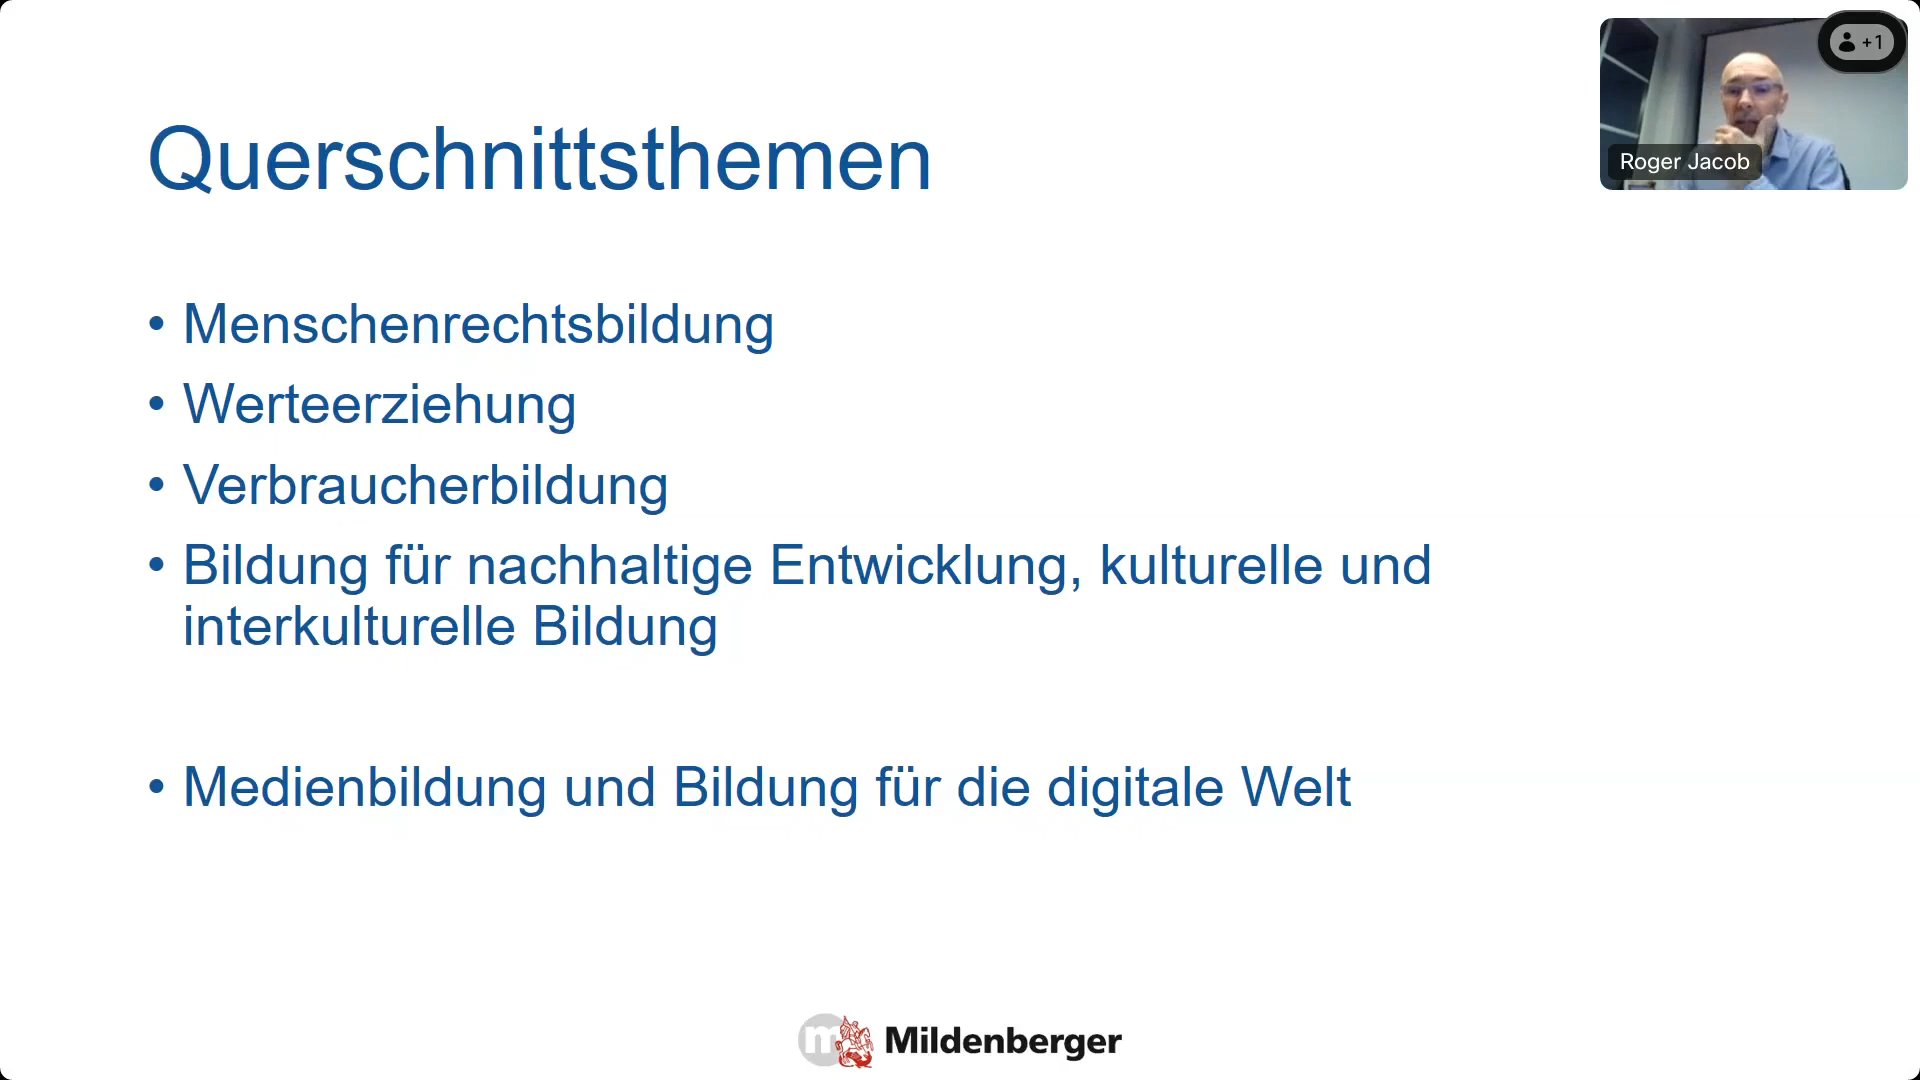 Querschnittsthemen
+1
Roger Jacob
• Menschenrechtsbildung
• Werteerziehung
• Verbraucherbildung
• Bildung für nachhaltige Entwicklung, kulturelle und
interkulturelle Bildung
• Medienbildung und Bildung für die digitale Welt
m Mildenberger